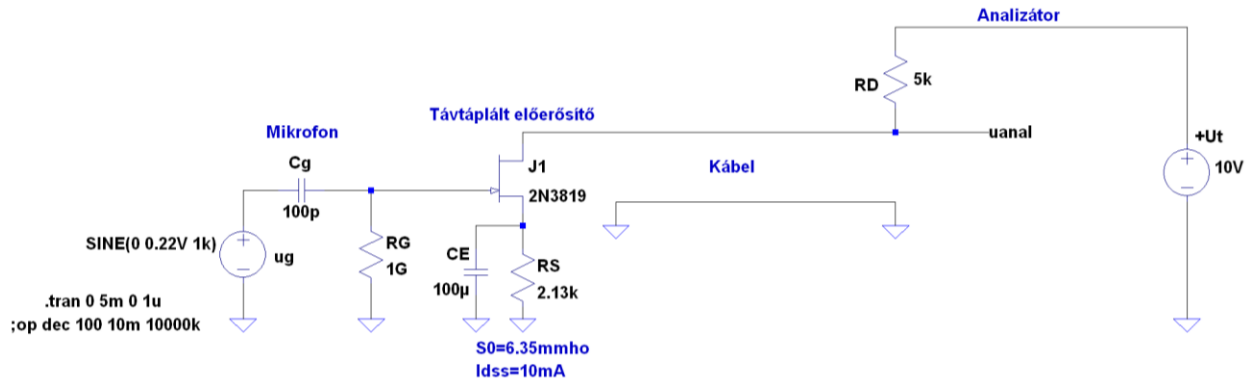 Analizátor
RD
5k
Távtáplált előerősítő
Mikrofon
uanal
+Ut
10V
Cg
100p
J1
2N3819
Kábel
SINE(0 0.22V 1k)
ug
RG
1G
CE
100µ
RS
2.13k
.tran 0 5m 0 1u
;op dec 100 10m 10000k
S0=6.35mmho
Idss=10mA